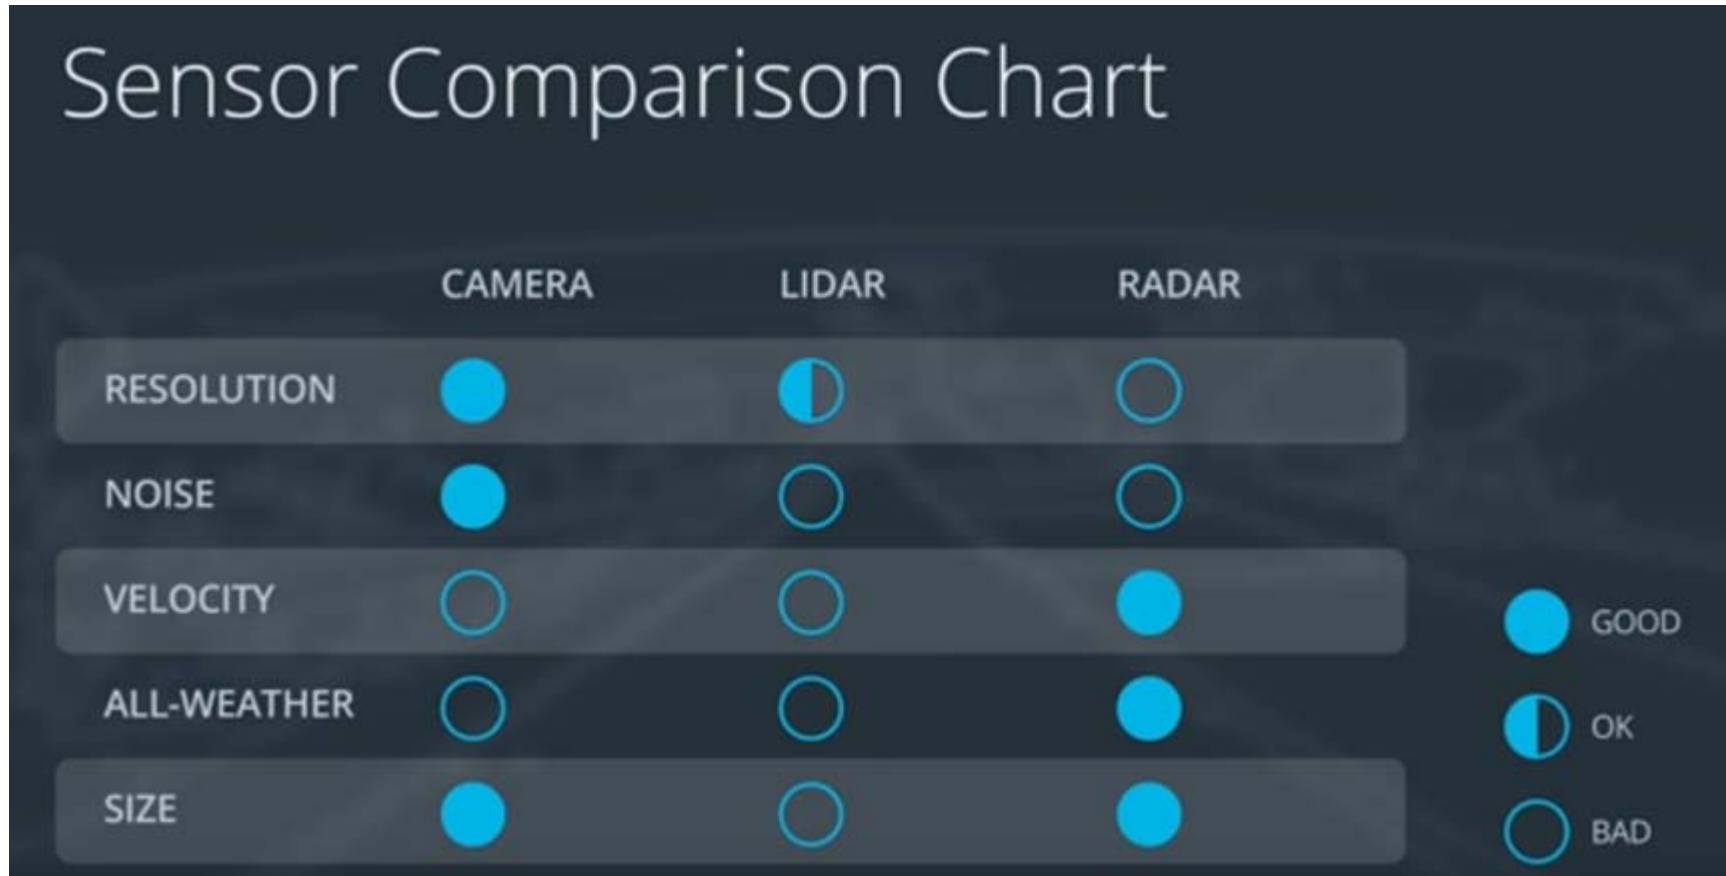 Sensor Comparison Chart
CAMERA LIDAR RADAR
RESOLUTION
NOISE
VELOCITY
GOOD
ALL-WEATHER
OK
SIZE
BAD